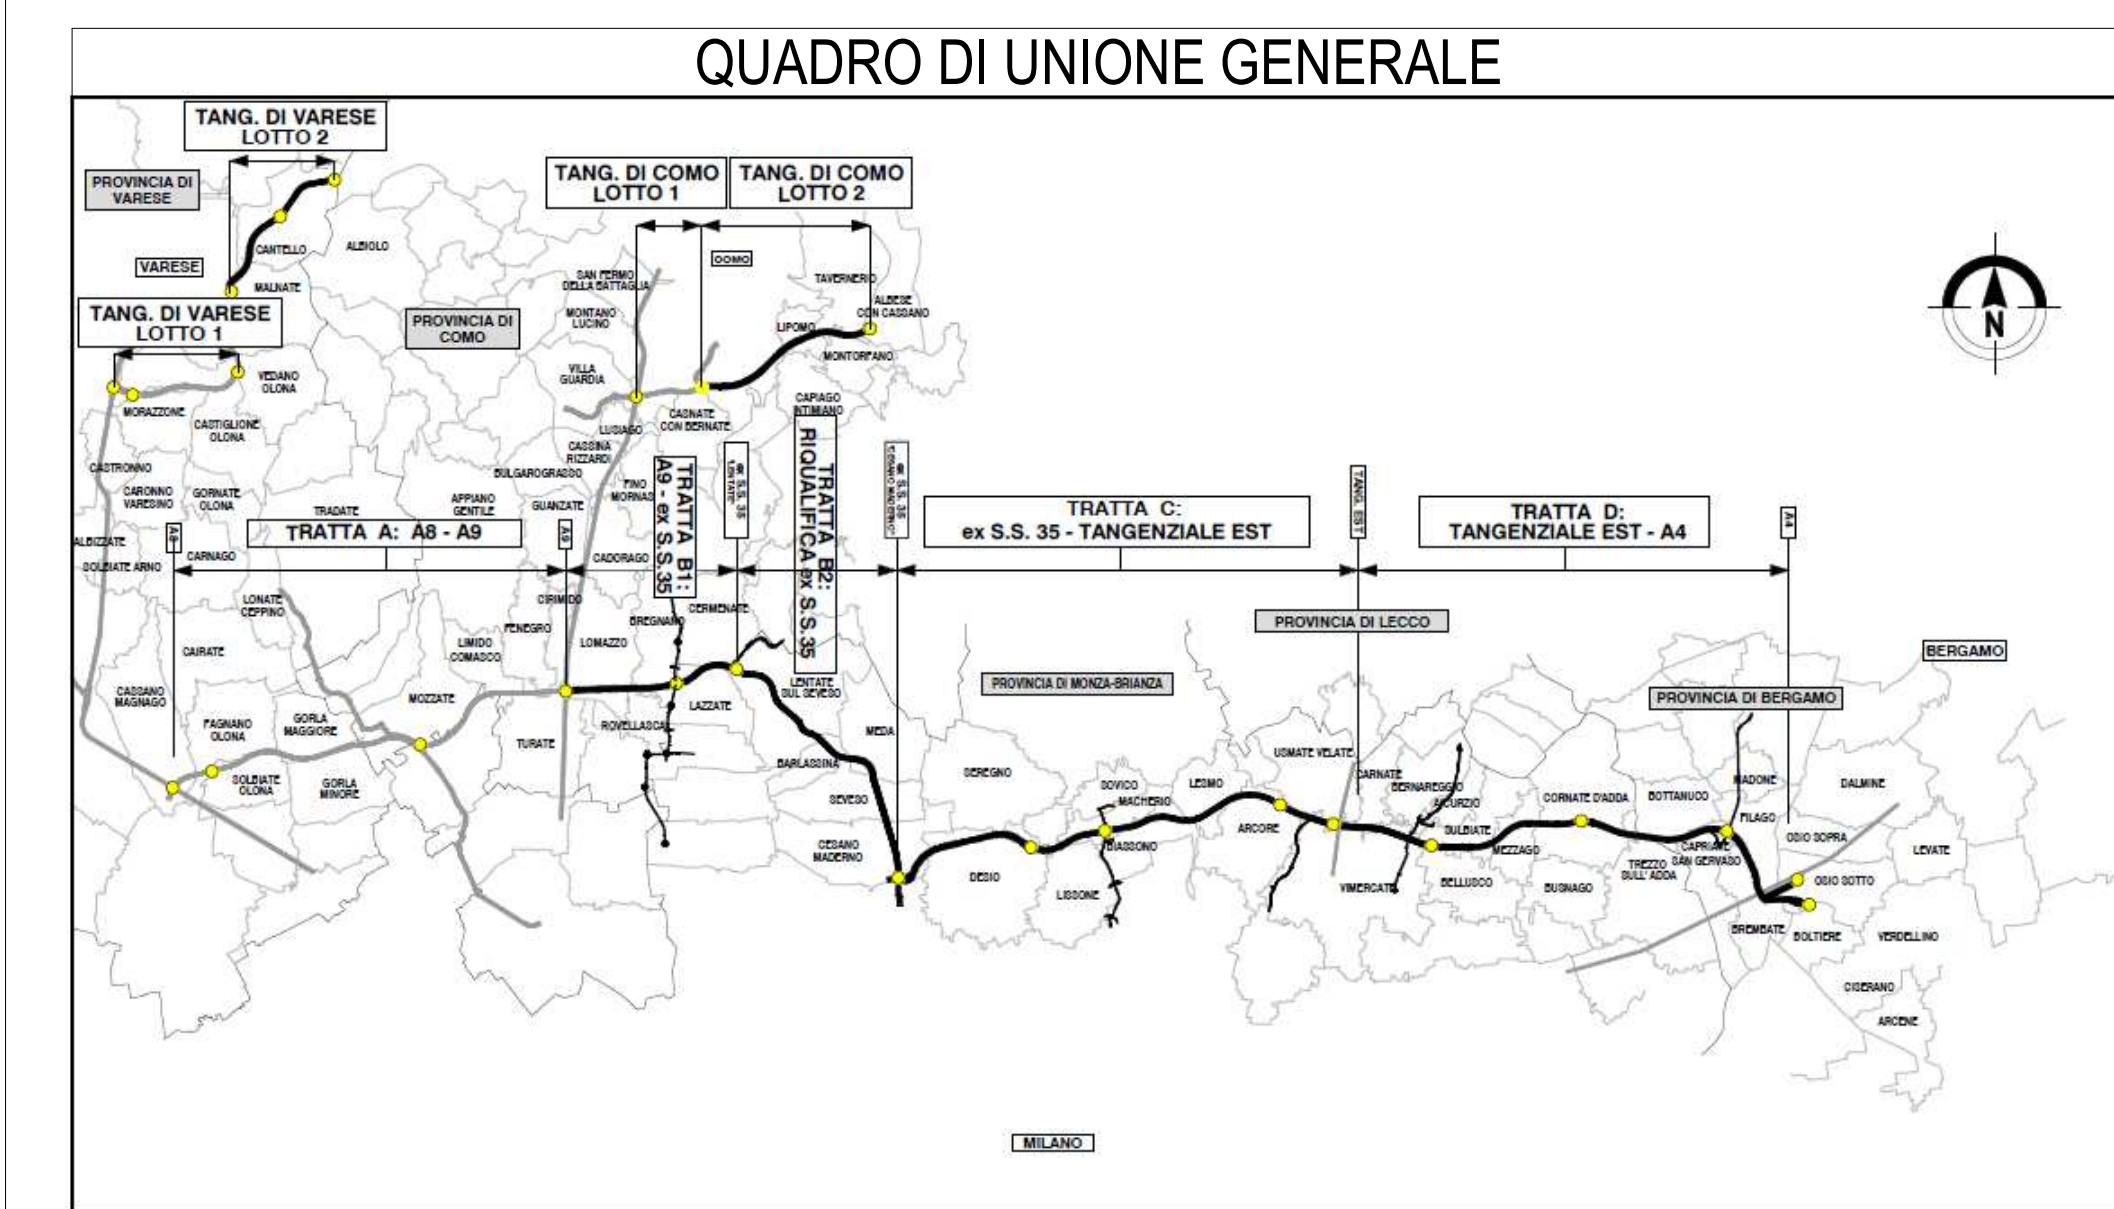 QUADRO DI UNIONE GENERALE
TANG. DI VARESE
LOTTO 2
PROVINCIA DI
VARESE
TANG. DI COMO
LOTTO 1
TANG. DI COMO
LOTTO 2
CANTELLO
ALBIOLO
VARESE
COMO
MALNATE
SAN FERMO
DELLA BATTAGLIA
TAVERNERIO
ALBESE
CON CASSANO
TANG. DI VARESE
LOTTO 1
PROVINCIA DI
COMO
MONTANO
LUCINO
LIPOMO
MONTORFANO
N
VEDANO
OLONA
VILLA
GUARDIA
MORAZZONE
CASTIGLIONE
OLONA
CASNATE
CON BERNATE
CAPIAGO
INTIMIANO
LUSIAGO
CASSINA
RIZZARDI
CASTRONNO
BULGAROGRASSO
CARONNO
VARESINO
GORNATE
OLONA
TRADATE
APPIANO
GENTILE
GUANZATE
FINO
MORNAS
TRATTA B1:
A9 - ex S.S.35
ex S.S. 35
"LENTATE"
TRATTA B2:
RIQUALIFICA ex S.S.35
ex S.S. 35
"CESANO MADERNO"
TRATTA C:
ex S.S. 35 - TANGENZIALE EST
TANG. EST
TRATTA D:
TANGENZIALE EST - A4
A4
A8
TRATTA A: A8 - A9
A9
ALBIZZATE
SOLBIATE ARNO
CARNAGO
CADORAGO
LONATE
CEPPINO
CIRIMIDO
FENEGRO
LIMIDO
COMASCO
LOMAZZO
BREGNANO
CERMENATE
PROVINCIA DI LECCO
BERGAMO
CAIRATE
CASSANO
MAGNAGO
MOZZATE
LAZZATE
LENTATE
SUL SEVESO
PROVINCIA DI MONZA-BRIANZA
PROVINCIA DI BERGAMO
FAGNANO
OLONA
GORLA
MAGGIORE
TURATE
ROVELLASCA
MEDA
BARLASSINA
SOLBIATE
OLONA
GORLA
MINORE
SEVESO
SEREGNO
SOVICO
MACHERIO
LESMO
USMATE VELATE
CARNATE
BERNAREGGIO
AICURZIO
CORNATE D'ADDA
BOTTANUCO
MADONE
DALMINE
FILAGO
CESANO
MADERNO
BIASSONO
ARCORE
SULBIATE
MEZZAGO
CAPRIATE
SAN GERVASO
OSIO SOPRA
LEVATE
DESIO
LISSONE
VIMERCATE
BELLUSCO
BUSNAGO
TREZZO
SULL' ADDA
OSIO SOTTO
BREMBATE
BOLTIERE
VERDELLINO
CISERANO
ARCENE
MILANO